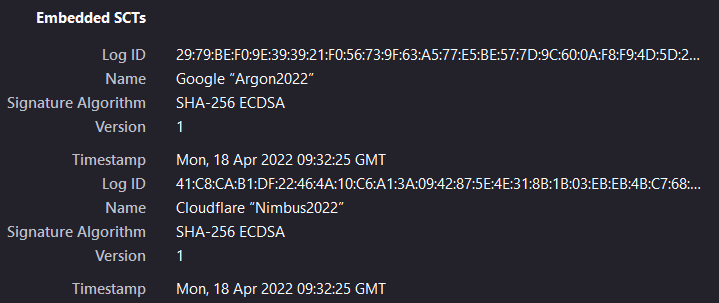 Embedded SCTs
Log ID 29:79:BE:F0:9E:39:39:21:F0:56:73:9F:63:A5:77:E5:BE:57:7D:9C:60:0A:F8:F9:4D:5D:2...
Name Google “Argon2022”
Signature Algorithm SHA-256 ECDSA
Version 1
Timestamp Mon, 18 Apr 2022 09:32:25 GMT
Log ID 41:C8:CA:B1:DF:22:46:4A:10:C6:A1:3A:09:42:87:5E:4E:31:8B:1B:03:EB:EB:4B:C7:68:...
Name Cloudflare “Nimbus2022”
Signature Algorithm SHA-256 ECDSA
Version 1
Timestamp Mon, 18 Apr 2022 09:32:25 GMT